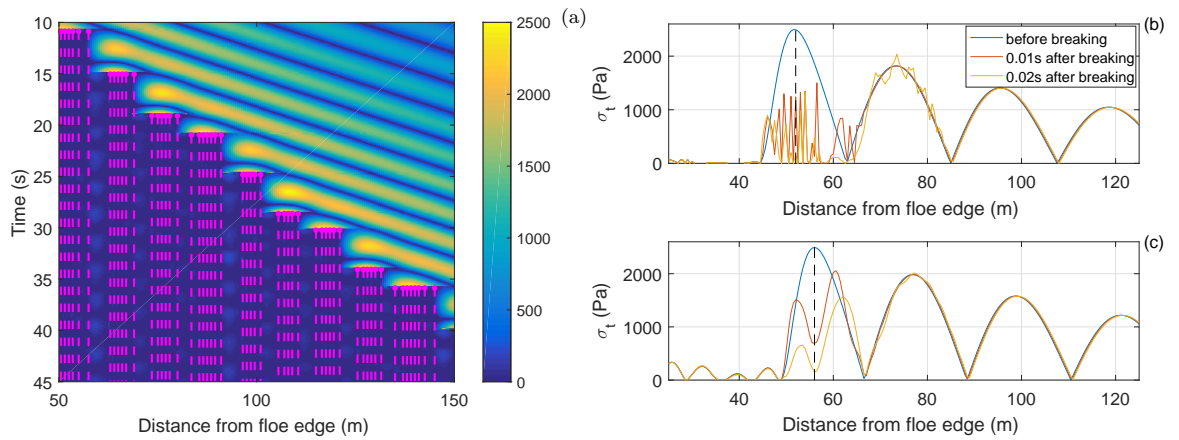 (a)
10
15
20
25
30
35
40
45
Time (s)
50
100
150
Distance from floe edge (m)
2500
2000
1500
1000
500
0
(b)
before breaking
0.01s after breaking
0.02s after breaking
2000
1000
0
σt (Pa)
40
60
80
100
120
Distance from floe edge (m)
(c)
2000
1000
0
σt (Pa)
40
60
80
100
120
Distance from floe edge (m)